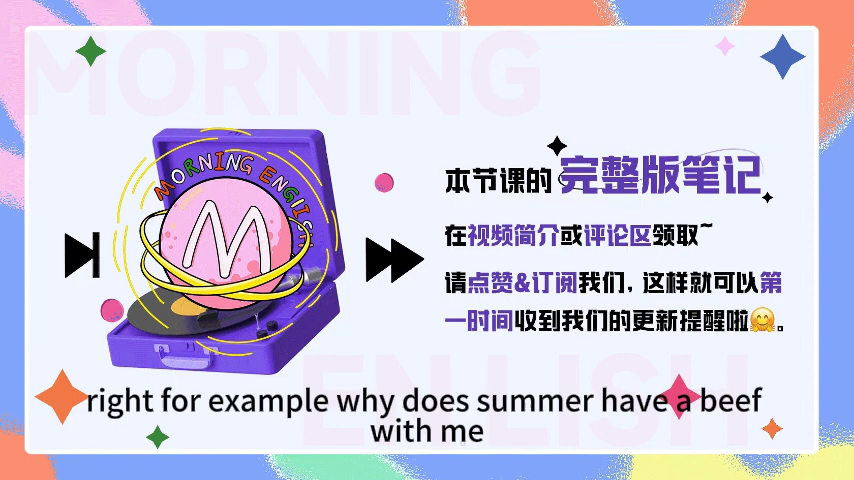 MORNING
MORNING ENGLISH
M
本节课的 完整版笔记
在视频简介或评论区领取~
请点赞&订阅我们, 这样就可以第
一时间收到我们的更新提醒啦🤗。
ENGLISH
right for example why does summer have a beef
with me